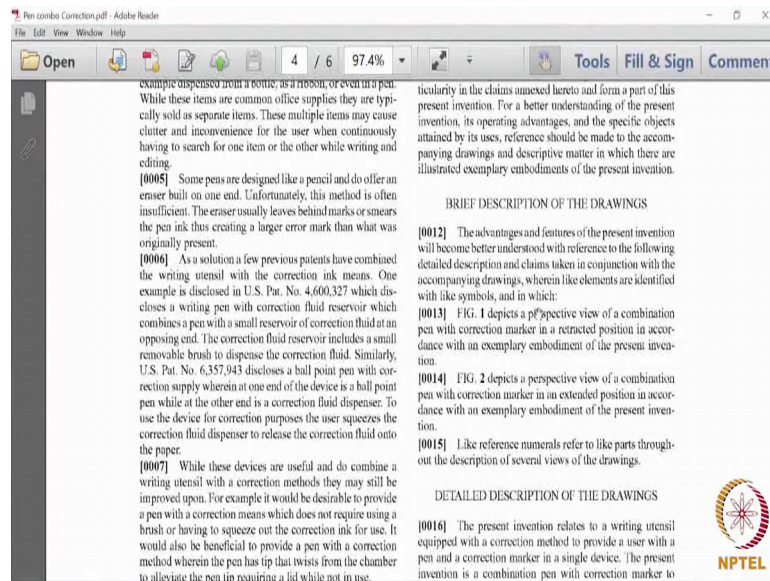 Pen combo Correction.pdf - Adobe Reader
File Edit View Window Help
Open
4 / 6
97.4%
Tools Fill & Sign Commen
example dispensed from a bottle, as a ribbon, or even in a pen.
While these items are common office supplies they are typi-
cally sold as separate items. These multiple items may cause
clutter and inconvenience for the user when continuously
having to search for one item or the other while writing and
editing.
[0005] Some pens are designed like a pencil and do offer an
eraser built on one end. Unfortunately, this method is often
insufficient. The eraser usually leaves behind marks or smears
the pen ink thus creating a larger error mark than what was
originally present.
[0006] As a solution a few previous patents have combined
the writing utensil with the correction ink means. One
example is disclosed in U.S. Pat. No. 4,600,327 which dis-
closes a writing pen with correction fluid reservoir which
combines a pen with a small reservoir of correction fluid at an
opposing end. The correction fluid reservoir includes a small
removable brush to dispense the correction fluid. Similarly,
U.S. Pat. No. 6,357,943 discloses a ball point pen with cor-
rection supply wherein at one end of the device is a ball point
pen while at the other end is a correction fluid dispenser. To
use the device for correction purposes the user squeezes the
correction fluid dispenser to release the correction fluid onto
the paper.
[0007] While these devices are useful and do combine a
writing utensil with a correction methods they may still be
improved upon. For example it would be desirable to provide
a pen with a correction means which does not require using a
brush or having to squeeze out the correction ink for use. It
would also be beneficial to provide a pen with a correction
method wherein the pen has tip that twists from the chamber
to alleviate the pen tip requiring a lid while not in use.
ticularity in the claims annexed hereto and form a part of this
present invention. For a better understanding of the present
invention, its operating advantages, and the specific objects
attained by its uses, reference should be made to the accom-
panying drawings and descriptive matter in which there are
illustrated exemplary embodiments of the present invention.
BRIEF DESCRIPTION OF THE DRAWINGS
[0012] The advantages and features of the present invention
will become better understood with reference to the following
detailed description and claims taken in conjunction with the
accompanying drawings, wherein like elements are identified
with like symbols, and in which:
[0013] FIG. 1 depicts a perspective view of a combination
pen with correction marker in a retracted position in accor-
dance with an exemplary embodiment of the present inven-
tion.
[0014] FIG. 2 depicts a perspective view of a combination
pen with correction marker in an extended position in accor-
dance with an exemplary embodiment of the present inven-
tion.
[0015] Like reference numerals refer to like parts through-
out the description of several views of the drawings.
DETAILED DESCRIPTION OF THE DRAWINGS
[0016] The present invention relates to a writing utensil
equipped with a correction method to provide a user with a
pen and a correction marker in a single device. The present
invention is a combination pen with correction marker to
NPTEL